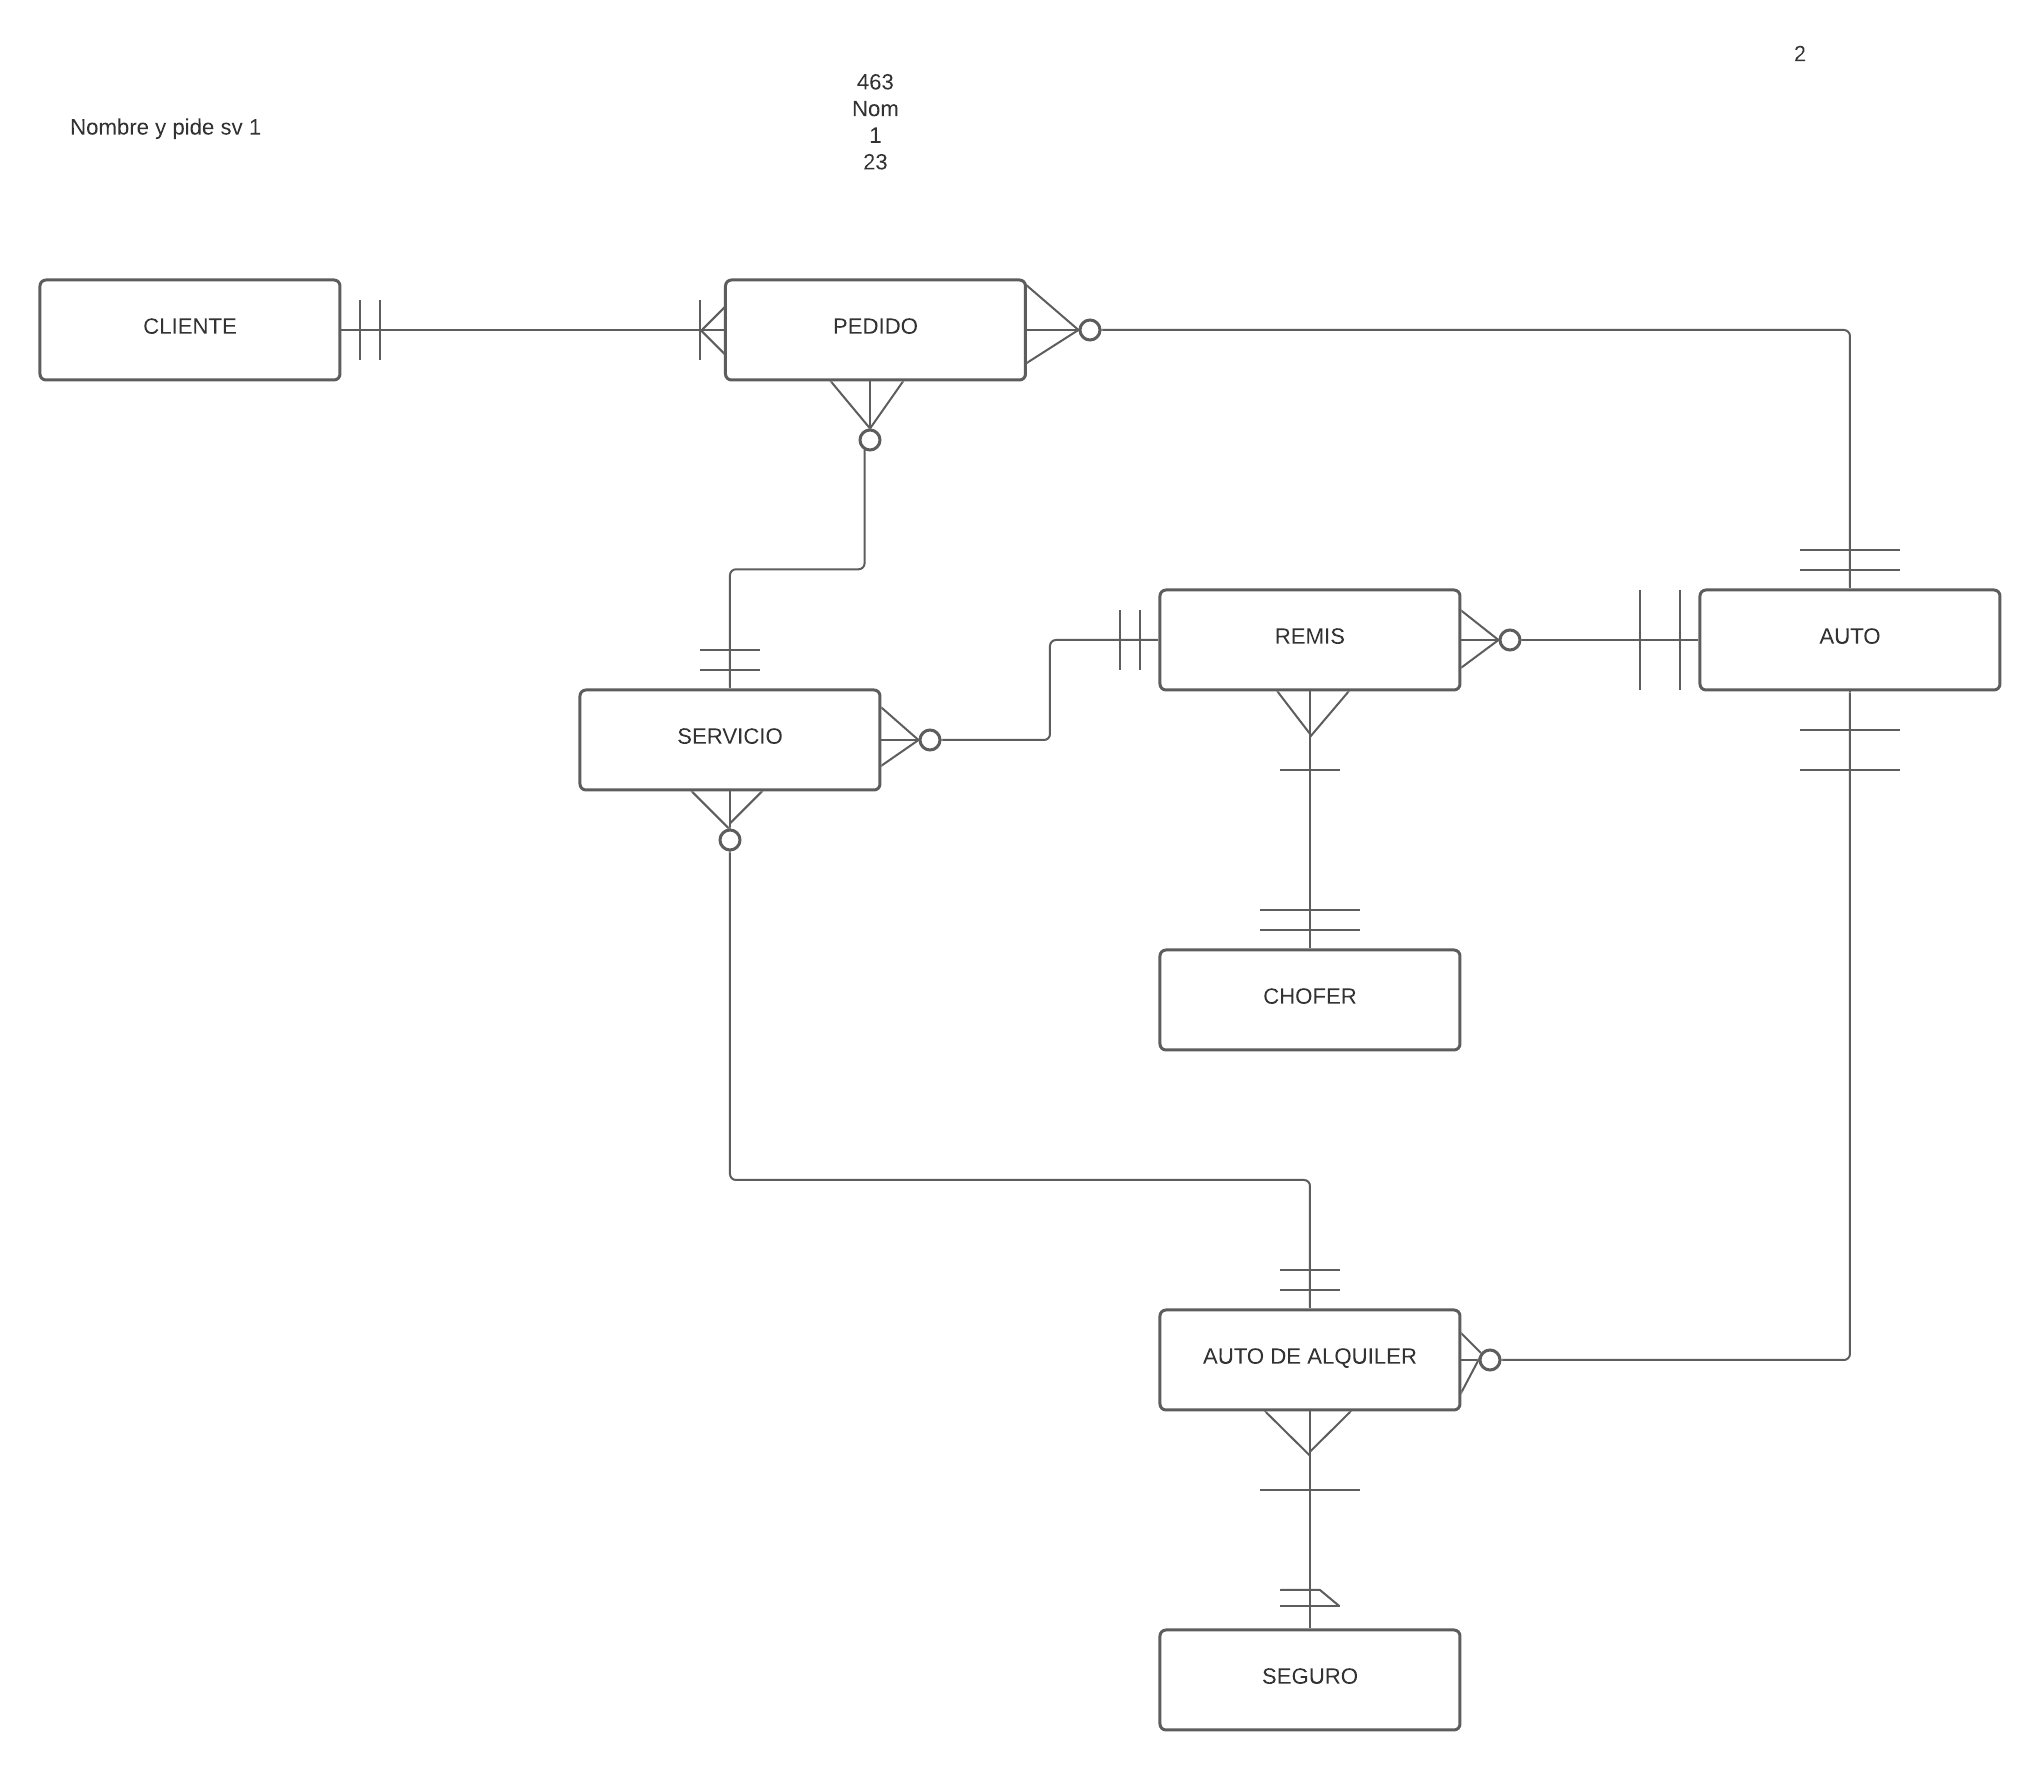 2
463
Nom
1
23
Nombre y pide sv 1
CLIENTE
PEDIDO
REMIS
AUTO
SERVICIO
CHOFER
AUTO DE ALQUILER
SEGURO